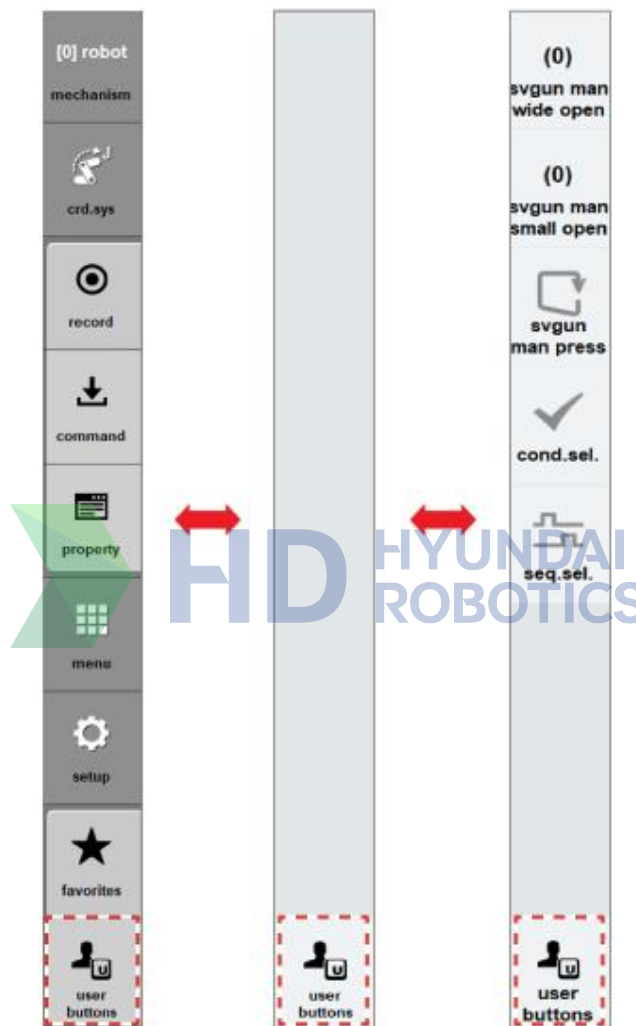 [0] robot
mechanism
crd.sys
record
command
property
menu
setup
favorites
user
buttons
user
buttons
(0)
svgun man
wide open
(0)
svgun man
small open
svgun
man press
cond.sel.
seq.sel.
user
buttons
HD HYUNDAI
ROBOTICS